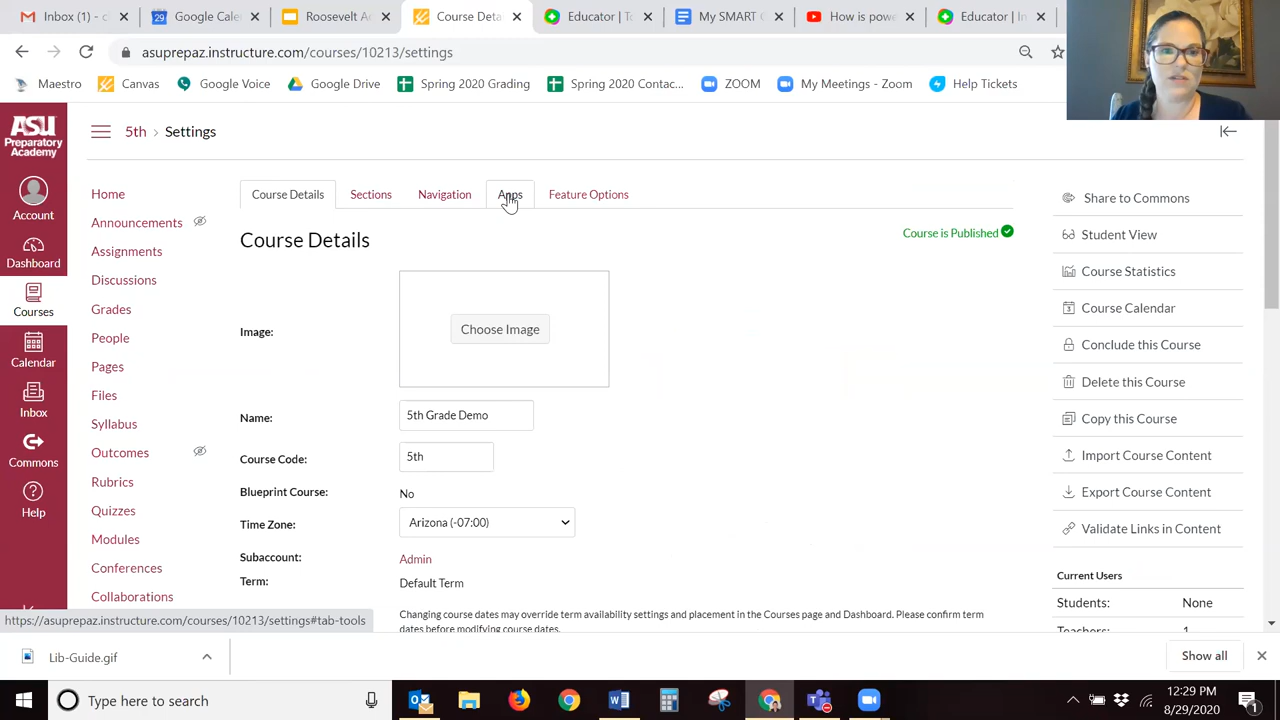 Inbox (1) - c
Google Cal
Roosevelt A
Course Deta
Educator | To
My SMART G
How is powe
Educator | In
asuprepaz.instructure.com/courses/10213/settings
Maestro
Canvas
Google Voice
Google Drive
Spring 2020 Grading
Spring 2020 Contac...
ZOOM
My Meetings - Zoom
Help Tickets
ASU
Preparatory
Academy
Account
Dashboard
Courses
Calendar
Inbox
Commons
Help
5th › Settings
Home
Announcements
Assignments
Discussions
Grades
People
Pages
Files
Syllabus
Outcomes
Rubrics
Quizzes
Modules
Conferences
Collaborations
Course Details
Sections
Navigation
Apps
Feature Options
Course Details
Course is Published
Image:
Choose Image
Name:
5th Grade Demo
Course Code:
5th
Blueprint Course:
No
Time Zone:
Arizona (-07:00)
Subaccount:
Admin
Term:
Default Term
Changing course dates may override term availability settings and placement in the Courses page and Dashboard. Please confirm
term dates before modifying course dates.
Share to Commons
Student View
Course Statistics
Course Calendar
Conclude this Course
Delete this Course
Copy this Course
Import Course Content
Export Course Content
Validate Links in Content
Current Users
Students:
None
Teachers:
1
https://asuprepaz.instructure.com/courses/10213/settings#tab-tools
Lib-Guide.gif
Show all
Type here to search
12:29 PM
8/29/2020